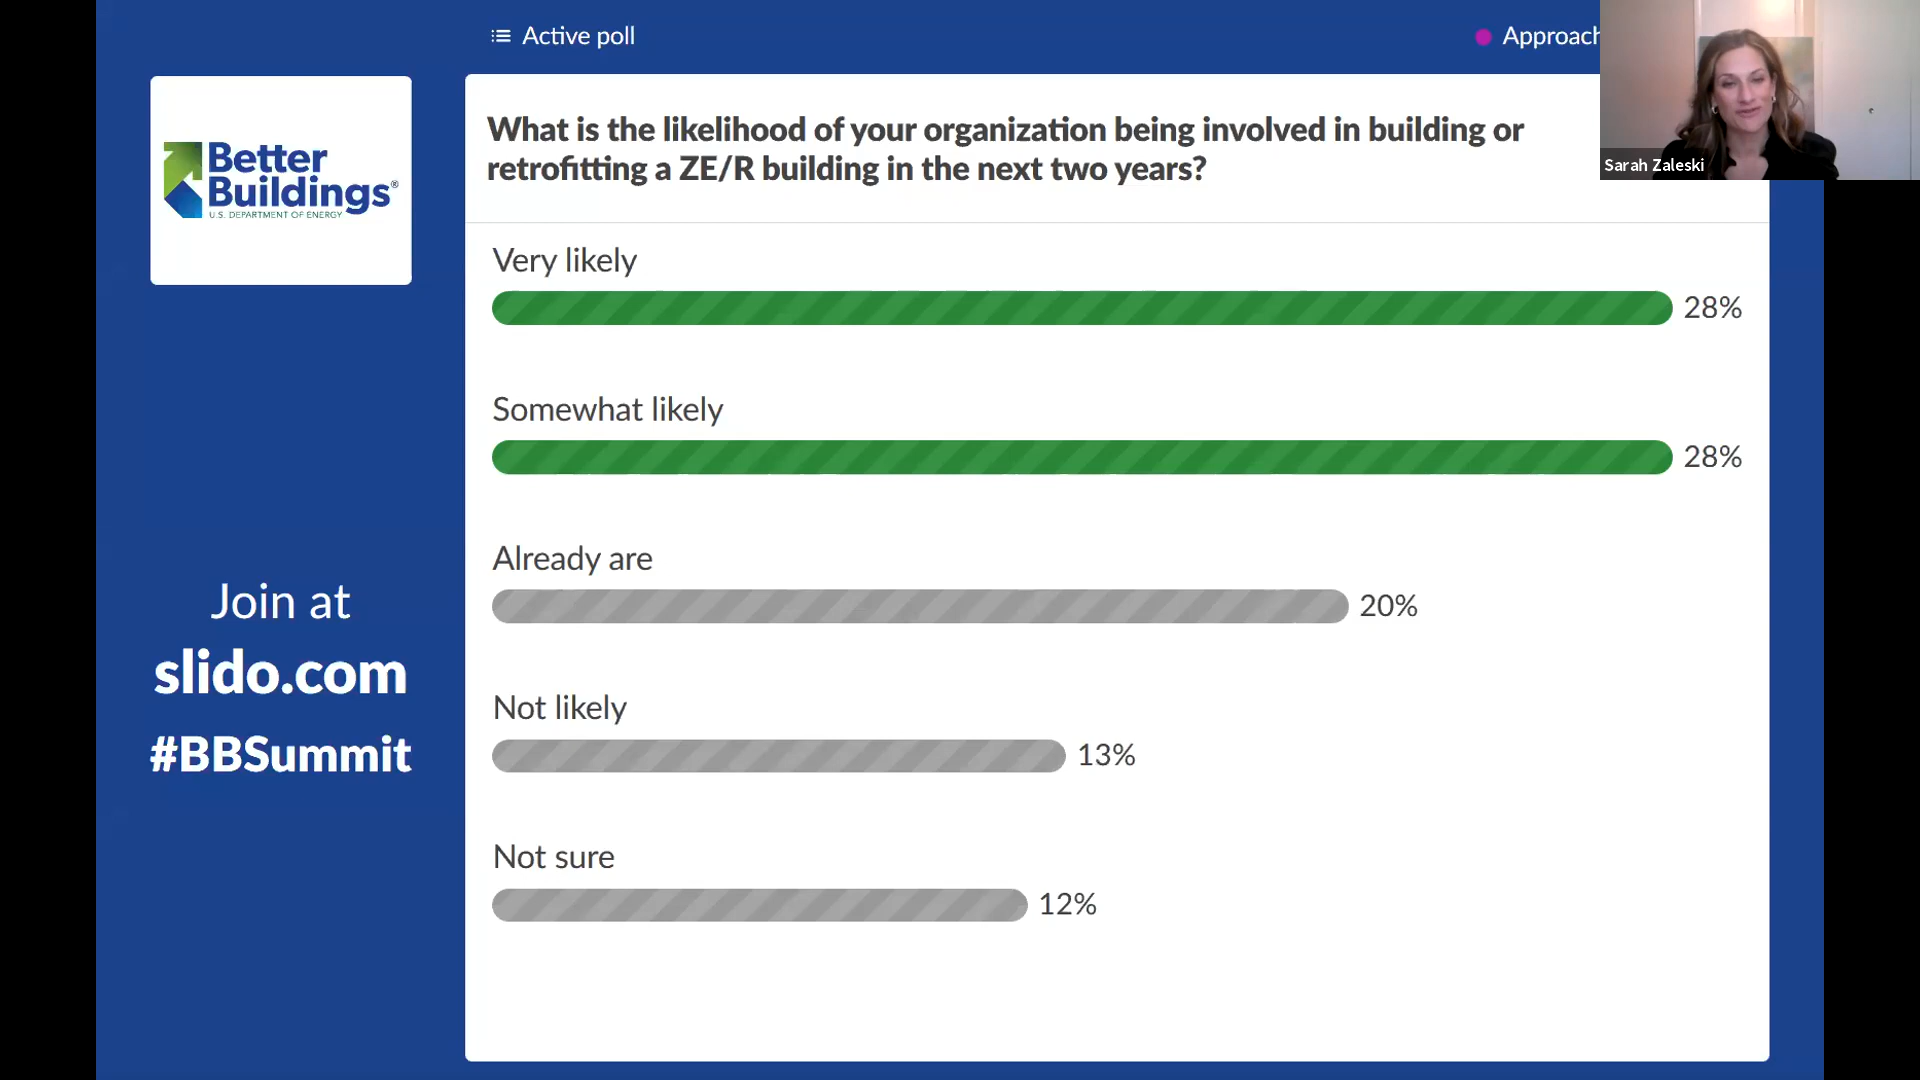 Active poll
Approach
Sarah Zaleski
Better
Buildings®
U.S. DEPARTMENT OF ENERGY
What is the likelihood of your organization being involved in building or
retrofitting a ZE/R building in the next two years?
Very likely
28%
Somewhat likely
28%
Already are
20%
Not likely
13%
Not sure
12%
Join at
slido.com
#BBSummit